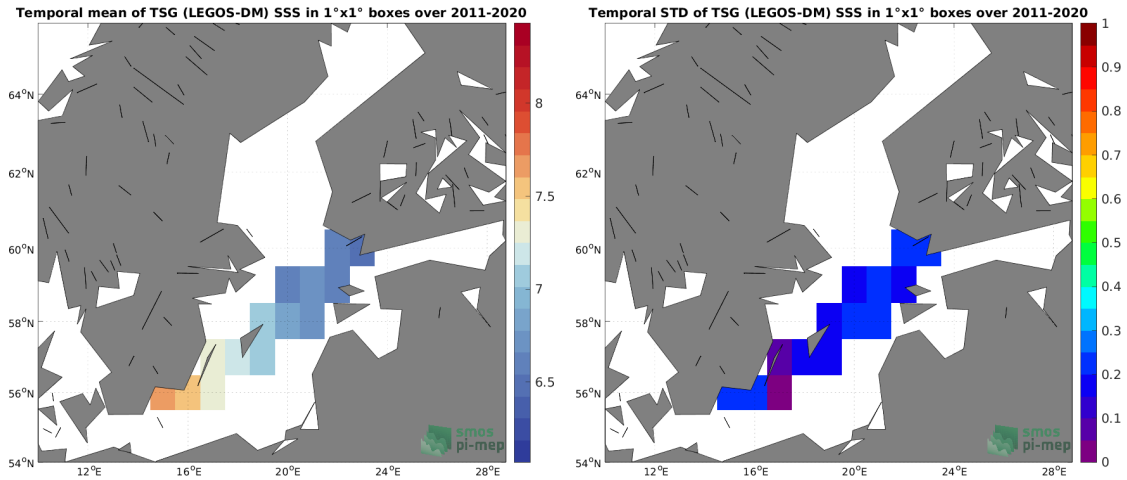 Temporal mean of TSG (LEGOS-DM) SSS in 1°x1° boxes over 2011-2020
64°N
62°N
60°N
58°N
56°N
54°N
12°E
16°E
20°E
24°E
28°E
8
7.5
7
6.5
smos
pi-mep
Temporal STD of TSG (LEGOS-DM) SSS in 1°x1° boxes over 2011-2020
64°N
62°N
60°N
58°N
56°N
54°N
12°E
16°E
20°E
24°E
28°E
1
0.9
0.8
0.7
0.6
0.5
0.4
0.3
0.2
0.1
0
smos
pi-mep